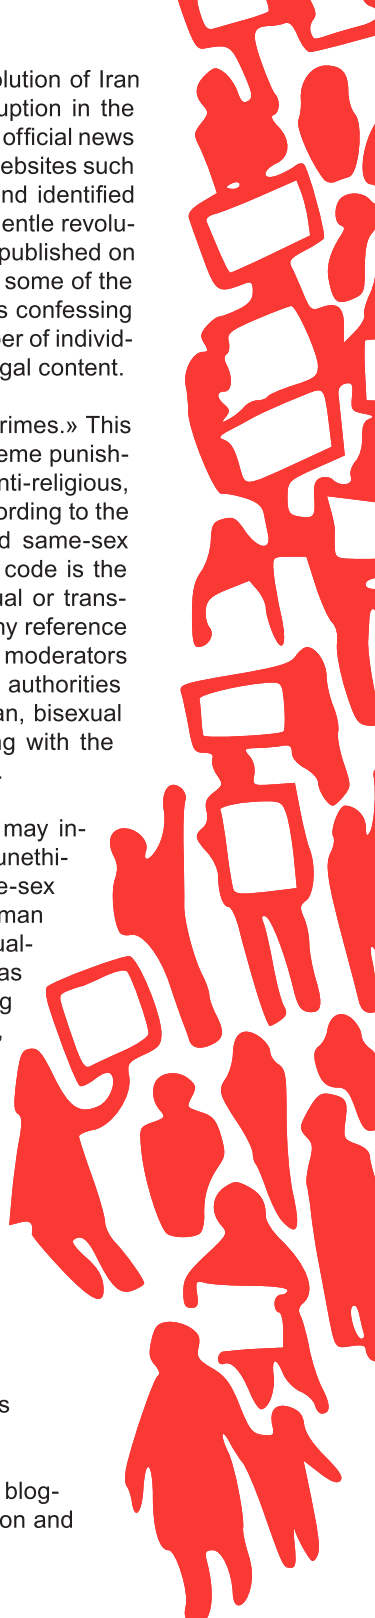 olution of Iran
uption in the
official news
ebsites such
nd identified
entle revolu-
published on
some of the
s confessing
er of individ-
gal content.
rimes.» This
eme punish-
nti-religious,
ording to the
d same-sex
code is the
ual or trans-
ny reference
moderators
authorities
an, bisexual
ng with the
.
may in-
unethi-
e-sex
man
ual-
as
g
,
s
blog-
on and